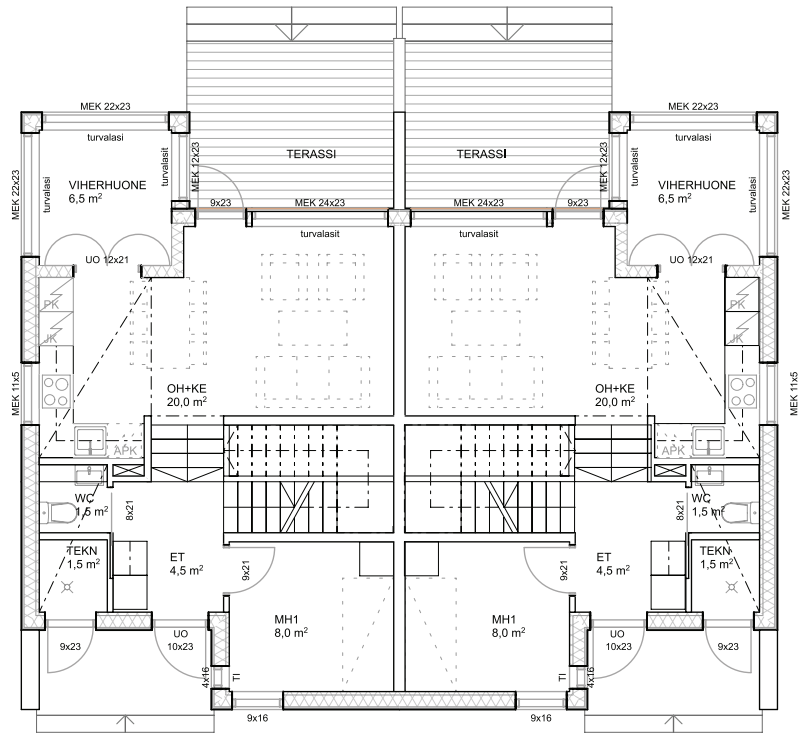 MEK 22x23
MEK 22x23
turvalasi
turvalasi
turvalasit
turvalasit
MEK 22x23
turvalasi
turvalasit
MEK 12x23
TERASSI
TERASSI
MEK 12x23
turvalasit
turvalasi
MEK 22x23
VIHERHUONE
6,5 m²
VIHERHUONE
6,5 m²
9x23
MEK 24x23
MEK 24x23
9x23
turvalasit
turvalasit
UO 12x21
UO 12x21
PK
PK
JK
JK
MEK 11x5
MEK 11x5
OH+KE
20,0 m²
OH+KE
20,0 m²
APK
APK
WC
1,5 m²
WC
1,5 m²
8x21
8x21
TEKN
1,5 m²
ET
4,5 m²
9x21
9x21
ET
4,5 m²
TEKN
1,5 m²
MH1
8,0 m²
MH1
8,0 m²
9x23
UO
10x23
UO
10x23
9x23
4x16
TI
TI
4x16
9x16
9x16